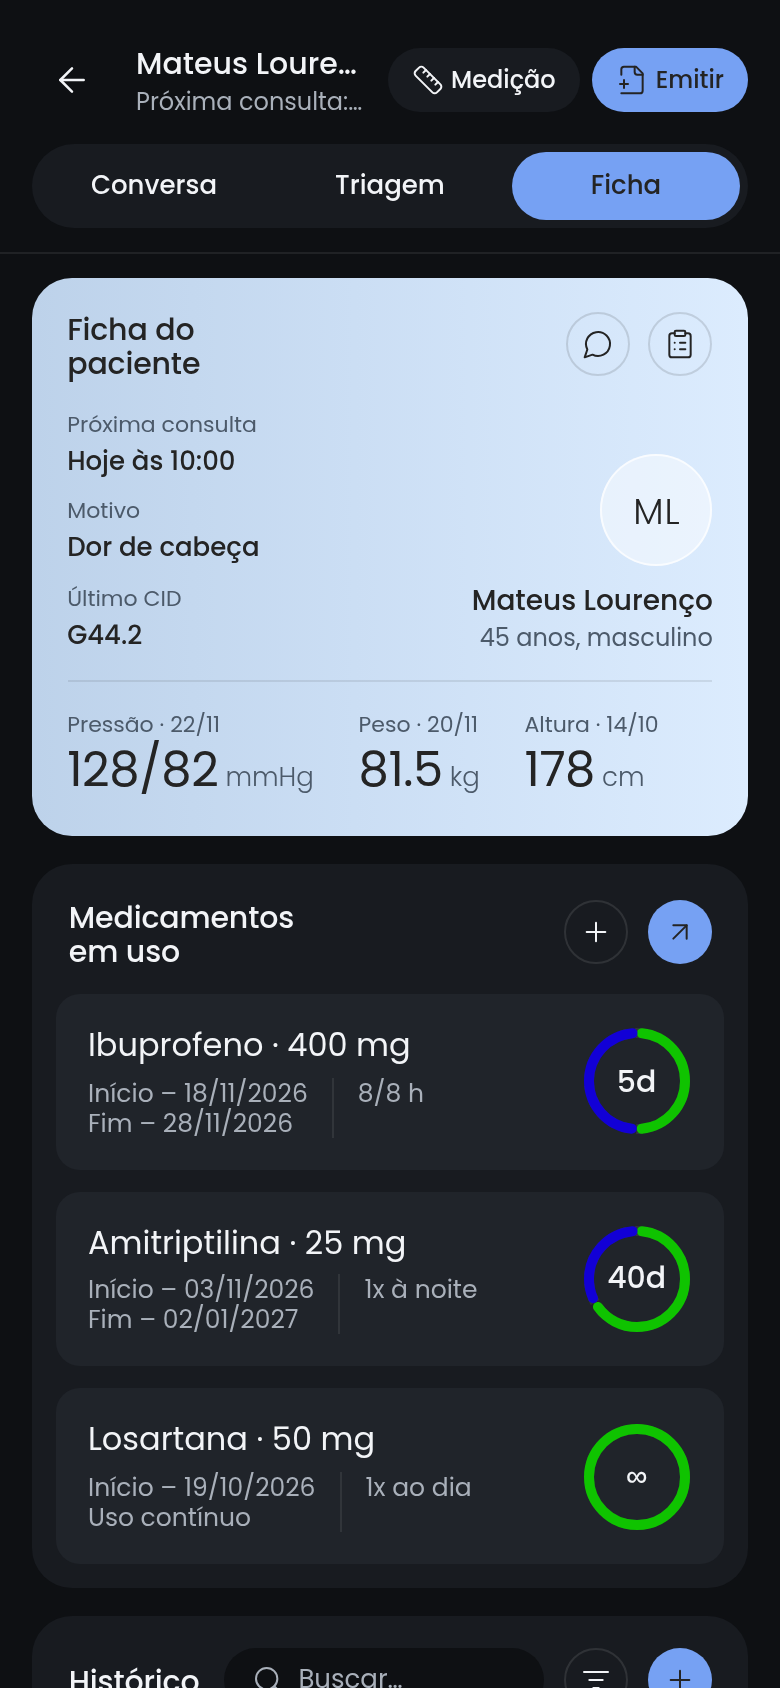 Mateus Loure...
Próxima consulta:...
Medição
Emitir
Conversa
Triagem
Ficha
Ficha do
paciente
Próxima consulta
Hoje às 10:00
Motivo
Dor de cabeça
Último CID
G44.2
ML
Mateus Lourenço
45 anos, masculino
Pressão · 22/11
128/82 mmHg
Peso · 20/11
81.5 kg
Altura · 14/10
178 cm
Medicamentos
em uso
Ibuprofeno · 400 mg
Início – 18/11/2026
Fim – 28/11/2026
8/8 h
5d
Amitriptilina · 25 mg
Início – 03/11/2026
Fim – 02/01/2027
1x à noite
40d
Losartana · 50 mg
Início – 19/10/2026
Uso contínuo
1x ao dia
∞
Histórico
Buscar...